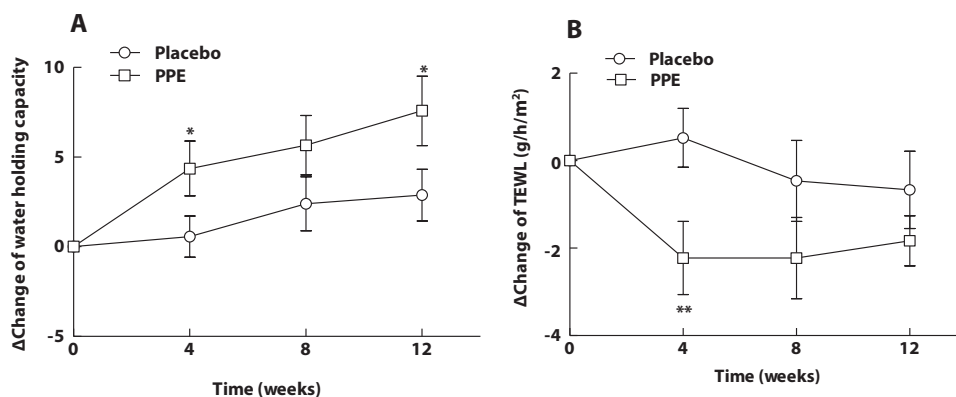 A
Placebo
PPE
10
5
0
-5
*
*
0
4
8
12
ΔChange of water holding capacity
Time (weeks)
B
Placebo
PPE
2
0
-2
-4
**
0
4
8
12
ΔChange of TEWL (g/h/m²)
Time (weeks)